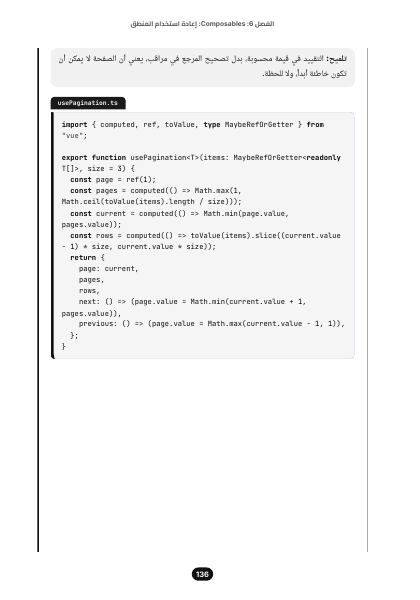 الفصل 6: Composables: إعادة استخدام المنطق
تلميح: التقييد في قيمة محسوبة، بدل تصحيح المرجع في مراقب، يعني أن الصفحة لا يمكن أن
تكون خاطئة أبداً، ولا للحظة.
usePagination.ts
import { computed, ref, toValue, type MaybeRefOrGetter } from
"vue";
export function usePagination<T>(items: MaybeRefOrGetter<readonly
T[]>, size = 3) {
  const page = ref(1);
  const pages = computed(() => Math.max(1,
Math.ceil(toValue(items).length / size)));
  const current = computed(() => Math.min(page.value,
pages.value));
  const rows = computed(() => toValue(items).slice((current.value
- 1) * size, current.value * size));
  return {
    page: current,
    pages,
    rows,
    next: () => (page.value = Math.min(current.value + 1,
pages.value)),
    previous: () => (page.value = Math.max(current.value - 1, 1)),
  };
}
136